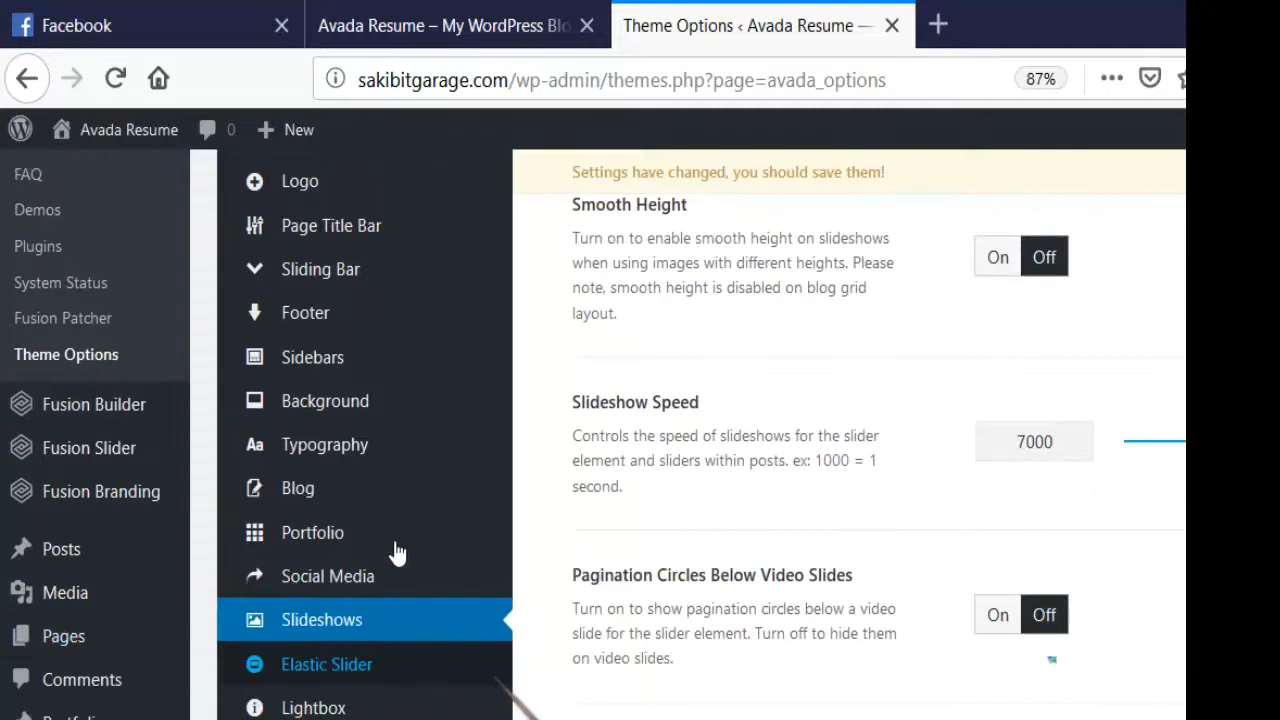 Facebook
Avada Resume – My WordPress Blo
Theme Options ‹ Avada Resume —
sakibitgarage.com/wp-admin/themes.php?page=avada_options
87%
Avada Resume
0
New
FAQ
Demos
Plugins
System Status
Fusion Patcher
Theme Options
Fusion Builder
Fusion Slider
Fusion Branding
Posts
Media
Pages
Comments
Logo
Page Title Bar
Sliding Bar
Footer
Sidebars
Background
Aa Typography
Blog
Portfolio
Social Media
Slideshows
Elastic Slider
Lightbox
Settings have changed, you should save them!
Smooth Height
Turn on to enable smooth height on slideshows
when using images with different heights. Please
note, smooth height is disabled on blog grid
layout.
On Off
Slideshow Speed
Controls the speed of slideshows for the slider
element and sliders within posts. ex: 1000 = 1
second.
7000
Pagination Circles Below Video Slides
Turn on to show pagination circles below a video
slide for the slider element. Turn off to hide them
on video slides.
On Off